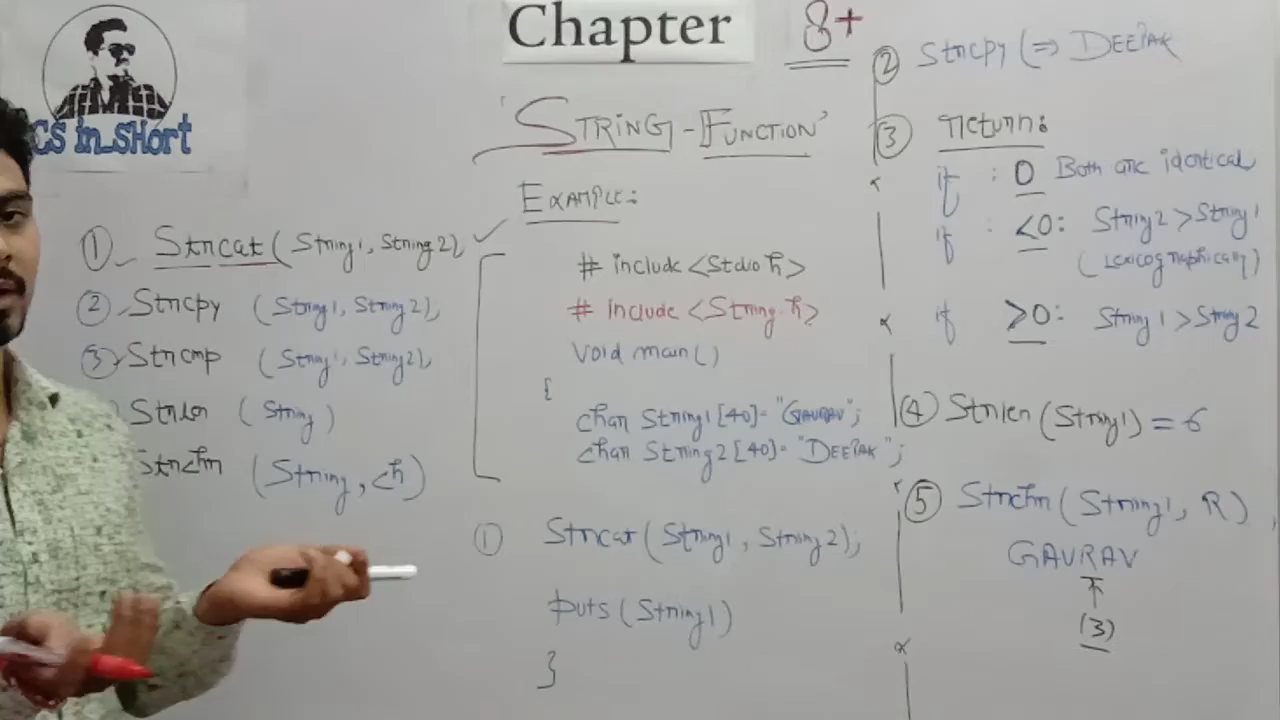 CS in_SHort
Chapter 8+
'STRING-FUNCTION'
① Strcat (String1, String2),
② Strcpy (String1, String2),
③ Strcmp (String1, String2),
Strlen (String)
Strchr (String, ch)
EXAMPLE:
# include <Stdio.h>
# include <String.h>
void main()
{
char String1[40]= "GAURAV";
char String2[40]= "DEEPAK";
① Strcat(String1, String2);
puts(String1)
}
② Strcpy (=> DEEPAK
③ return:
if : 0 Both are identical
if : <0: String2 > String1
(Lexicographically)
if >0: String1 > String2
④ Strlen(String1) = 6
⑤ Strchr(String1, R)
GAURAV
↑
(3)